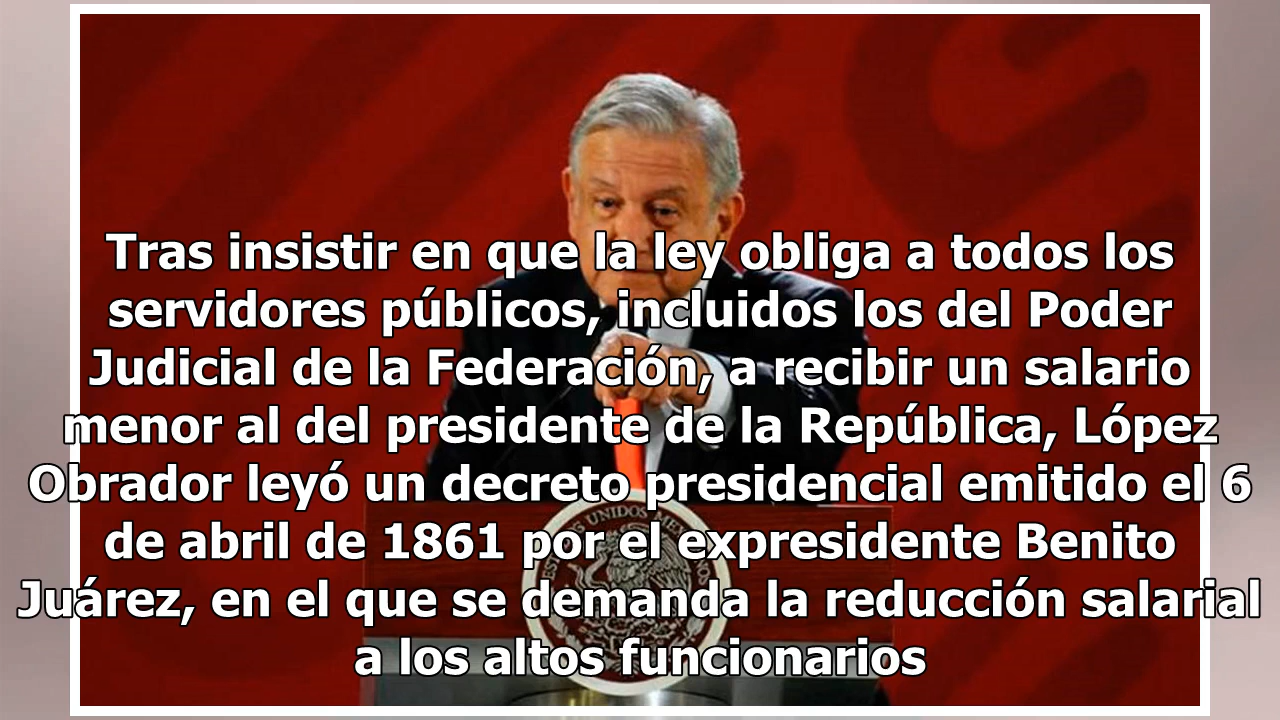 Tras insistir en que la ley obliga a todos los
servidores públicos, incluidos los del Poder
Judicial de la Federación, a recibir un salario
menor al del presidente de la República, López
Obrador leyó un decreto presidencial emitido el 6
de abril de 1861 por el expresidente Benito
Juárez, en el que se demanda la reducción salarial
a los altos funcionarios